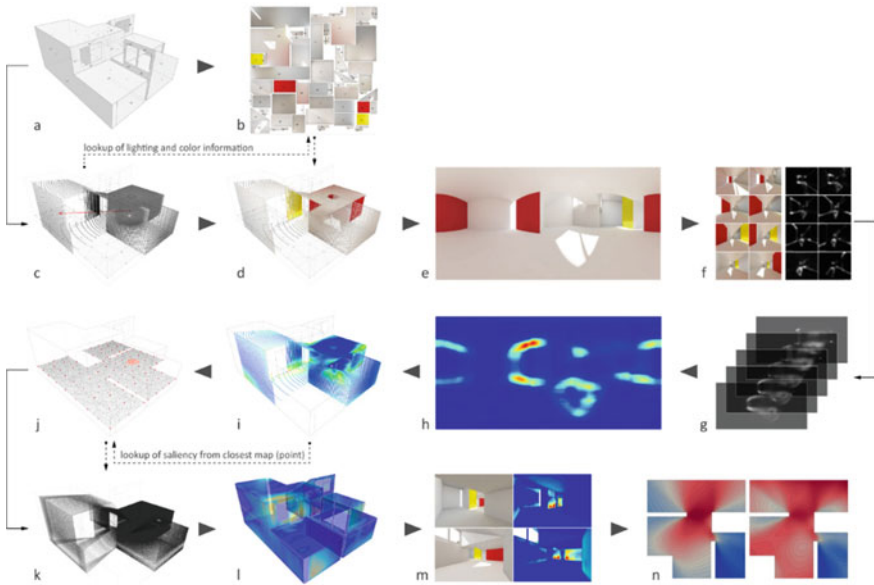 a
b
lookup of lighting and color information
c
d
e
f
j
i
h
g
lookup of saliency from closest map (point)
k
l
m
n